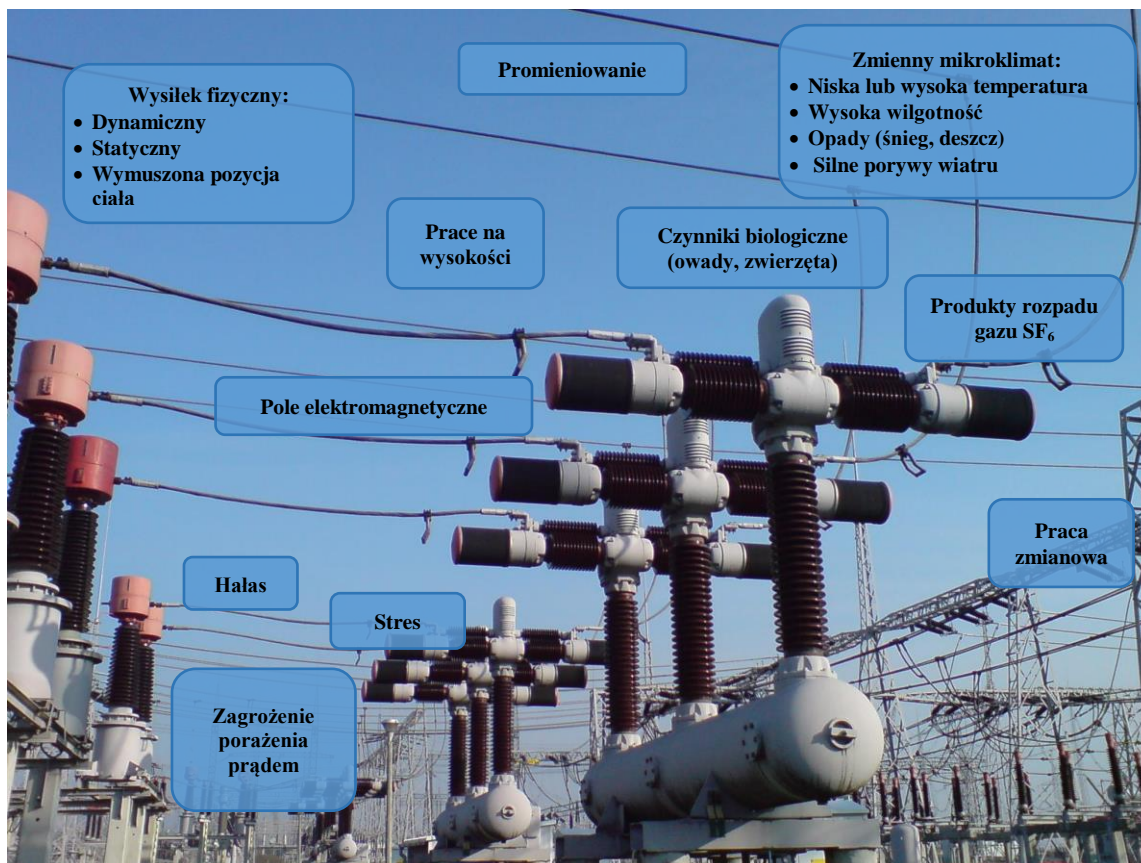 Promieniowanie
Wysiłek fizyczny:
• Dynamiczny
• Statyczny
• Wymuszona pozycja
ciała
Zmienny mikroklimat:
• Niska lub wysoka temperatura
• Wysoka wilgotność
• Opady (śnieg, deszcz)
• Silne porywy wiatru
Prace na
wysokości
Czynniki biologiczne
(owady, zwierzęta)
Produkty rozpadu
gazu SF₆
Pole elektromagnetyczne
Praca
zmianowa
Hałas
Stres
Zagrożenie
porażenia
prądem